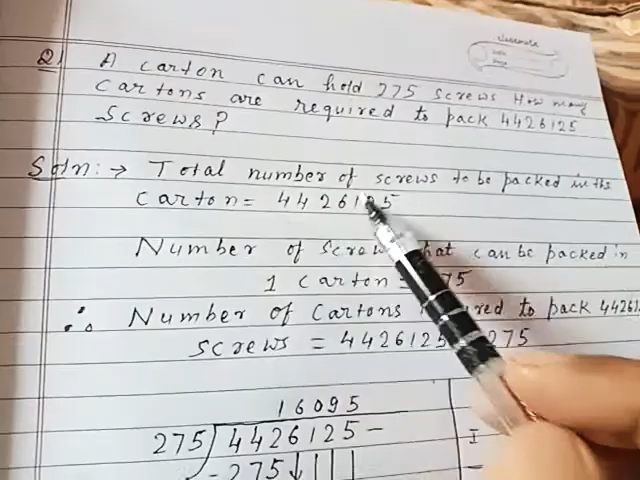 Q) A carton can hold 275 screws How many
cartons are required to pack 4426125
Screws?
Soln: → Total number of screws to be packed in the
carton = 4426125
Number of screws that can be packed in
1 carton = 275
∴ Number of Cartons required to pack 44261
screws = 4426125 275
16095
275) 4426125 –
- 275↓
I